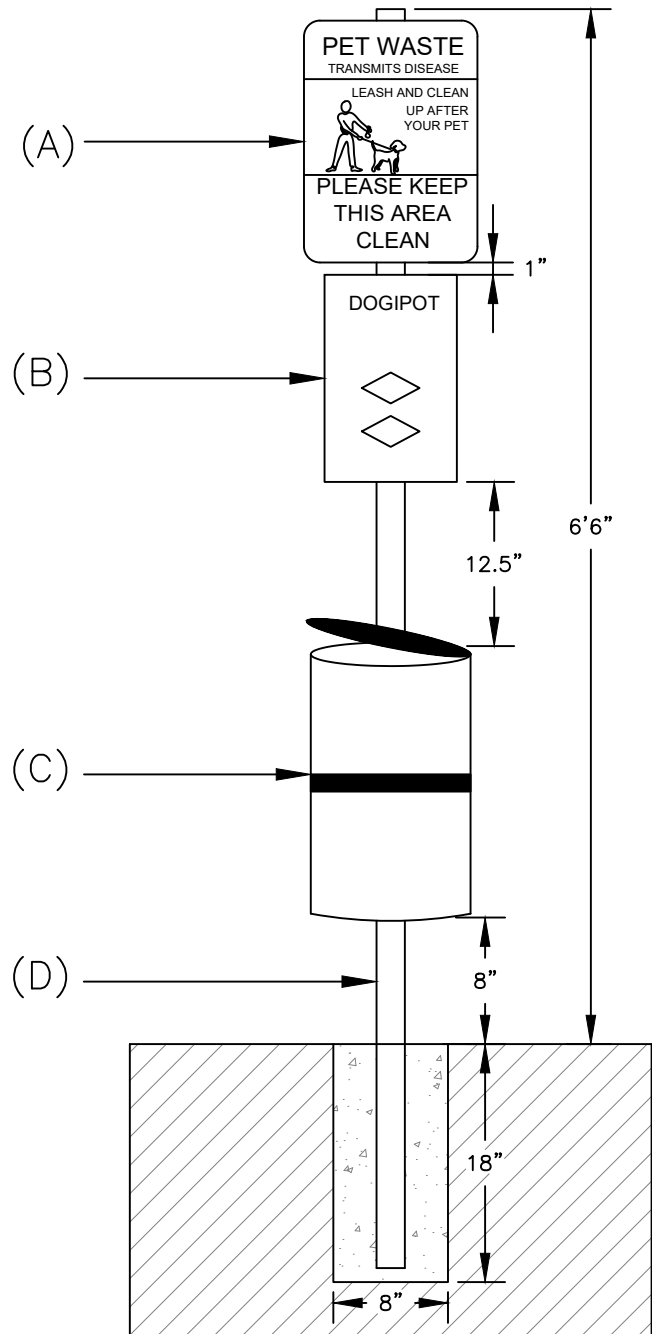 PET WASTE
TRANSMITS DISEASE
LEASH AND CLEAN
UP AFTER
YOUR PET
(A)
PLEASE KEEP
THIS AREA
CLEAN
1”
DOGIPOT
(B)
6’6”
12.5”
(C)
(D)
8”
18”
8”